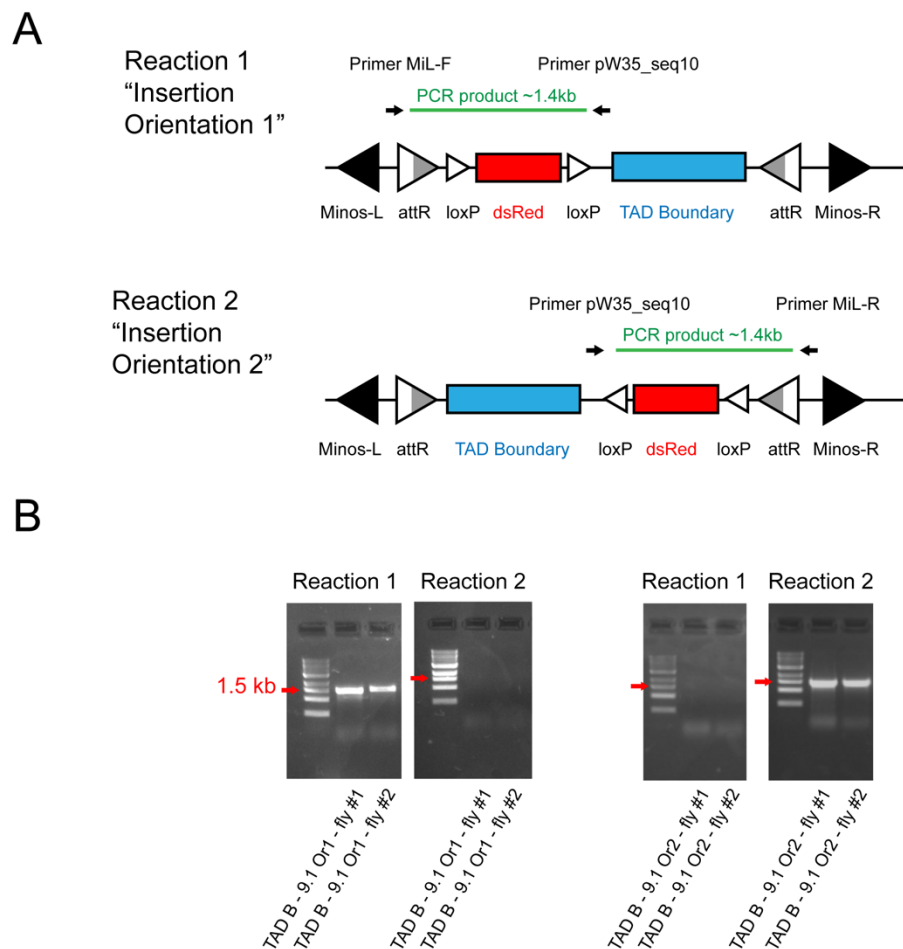 A
Reaction 1
“Insertion
Orientation 1”
Primer MiL-F
Primer pW35_seq10
PCR product ~1.4kb
Minos-L
attR
loxP
dsRed
loxP
TAD Boundary
attR
Minos-R
Reaction 2
“Insertion
Orientation 2”
Primer pW35_seq10
Primer MiL-R
PCR product ~1.4kb
Minos-L
attR
TAD Boundary
loxP
dsRed
loxP
attR
Minos-R
B
Reaction 1
Reaction 2
Reaction 1
Reaction 2
1.5 kb
TAD B - 9.1 Or1 - fly #1
TAD B - 9.1 Or1 - fly #2
TAD B - 9.1 Or1 - fly #1
TAD B - 9.1 Or1 - fly #2
TAD B - 9.1 Or2 - fly #1
TAD B - 9.1 Or2 - fly #2
TAD B - 9.1 Or2 - fly #1
TAD B - 9.1 Or2 - fly #2